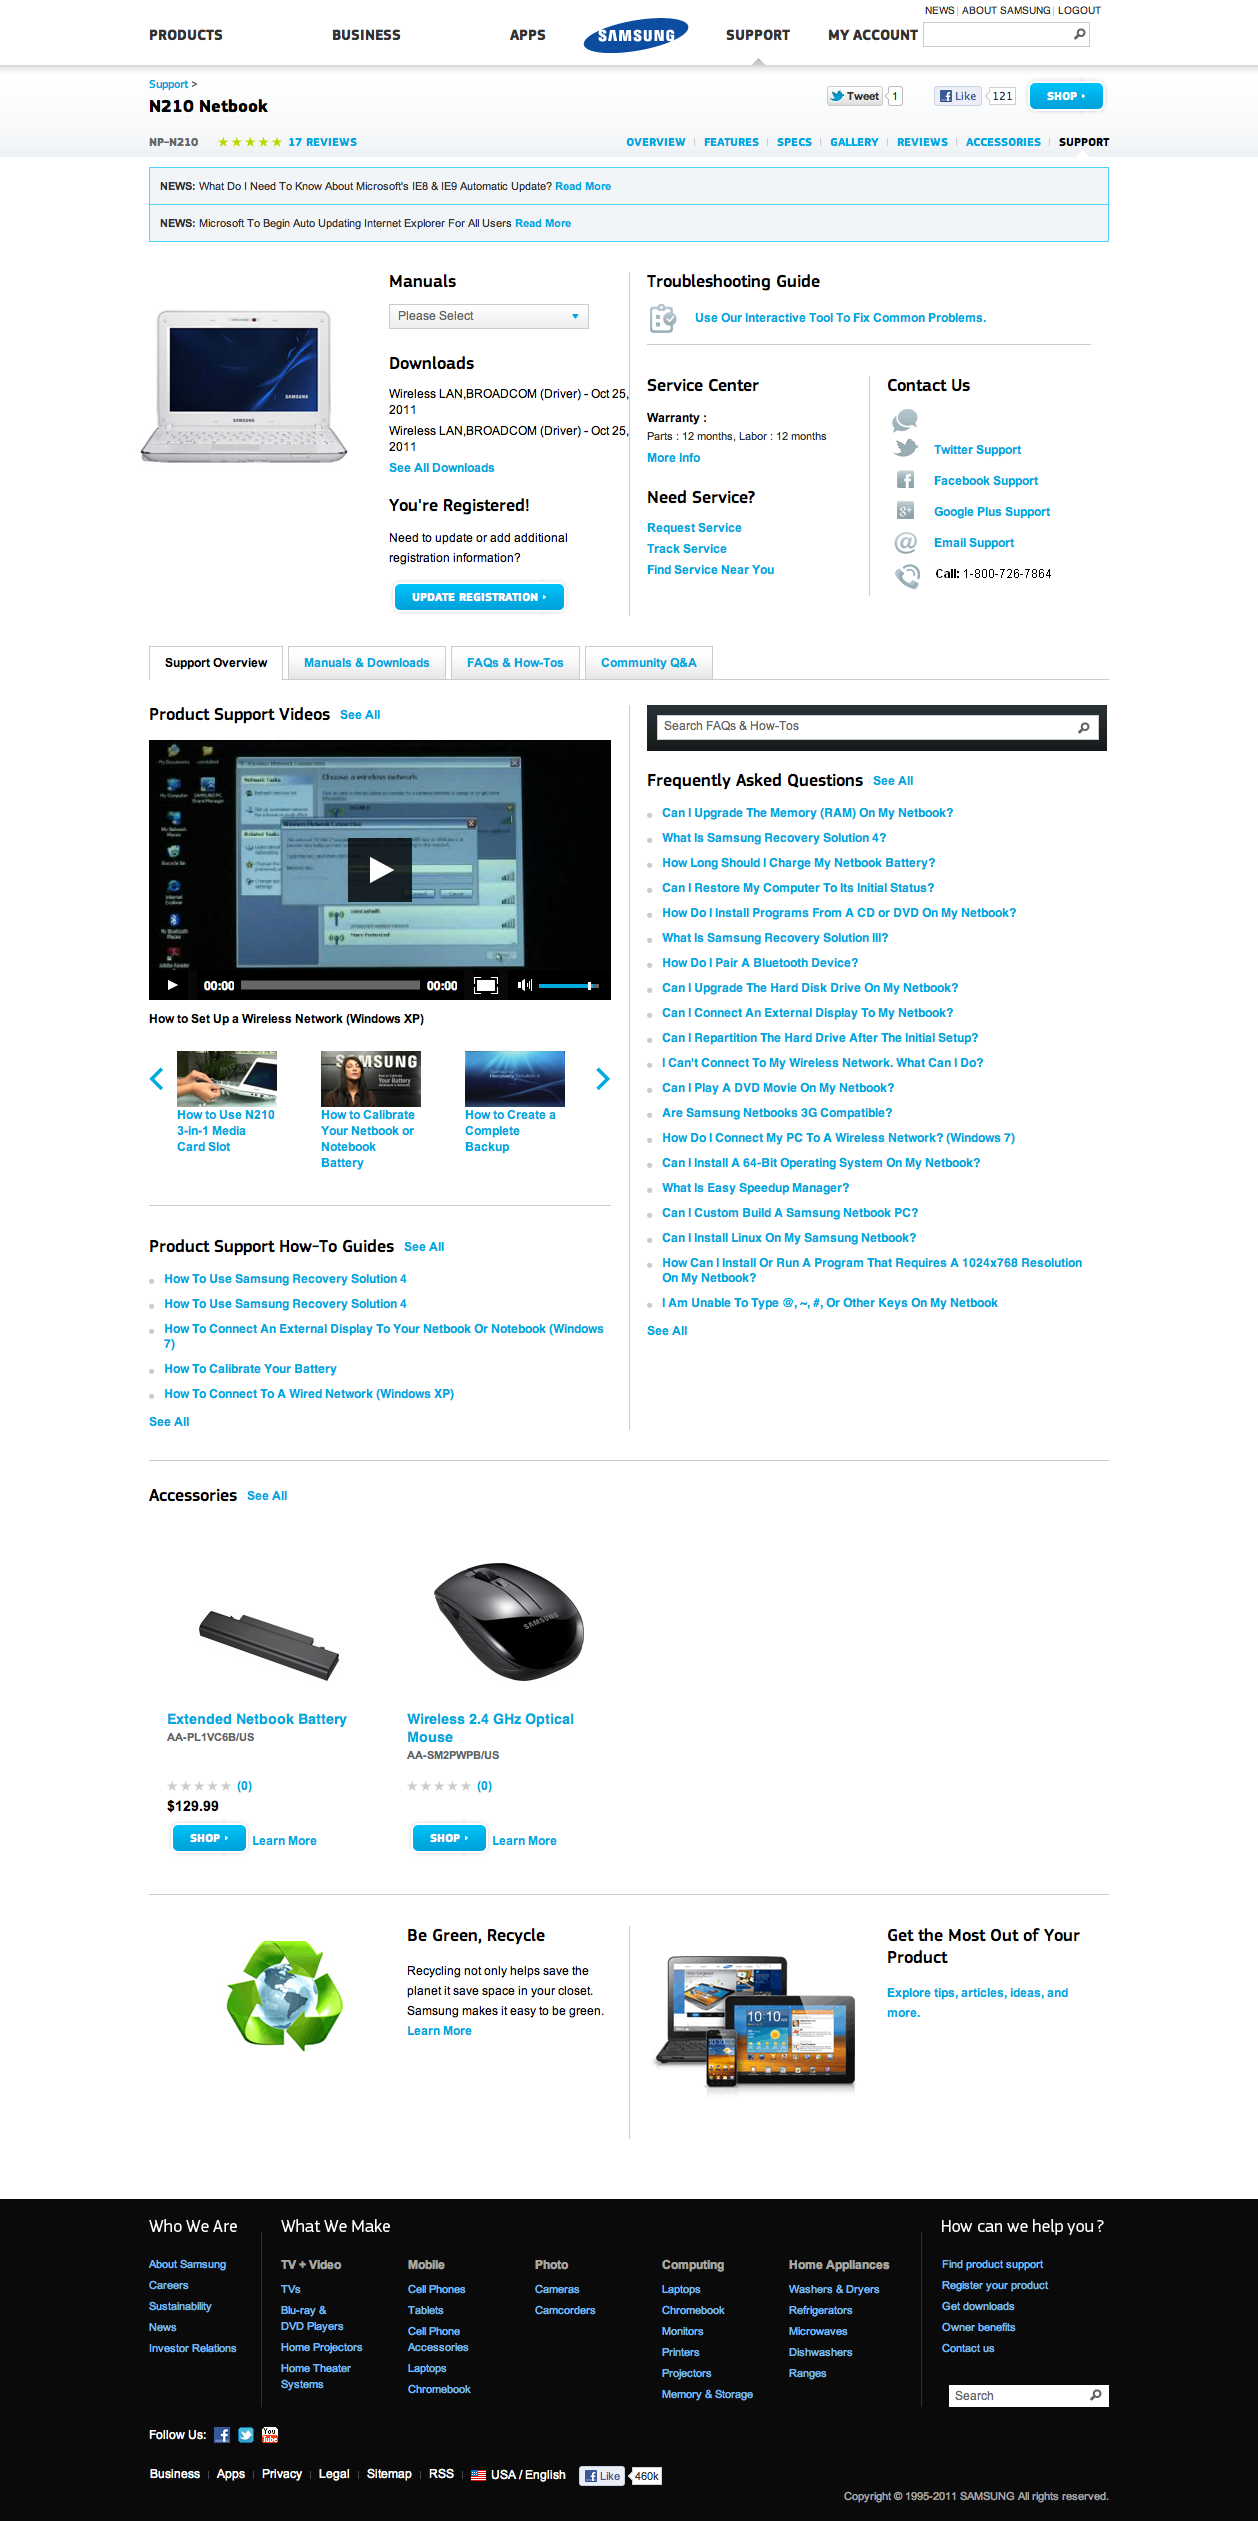 NEWS | ABOUT SAMSUNG | LOGOUT
PRODUCTS
BUSINESS
APPS
SAMSUNG
SUPPORT
MY ACCOUNT
Support >
N210 Netbook
Tweet 1
Like 121
SHOP
NP-N210
17 REVIEWS
OVERVIEW | FEATURES | SPECS | GALLERY | REVIEWS | ACCESSORIES | SUPPORT
NEWS: What Do I Need To Know About Microsoft's IE8 & IE9 Automatic Update? Read More
NEWS: Microsoft To Begin Auto Updating Internet Explorer For All Users Read More
SAMSUNG
SAMSUNG
Manuals
Please Select
Downloads
Wireless LAN,BROADCOM (Driver) - Oct 25,
2011
Wireless LAN,BROADCOM (Driver) - Oct 25,
2011
See All Downloads
You're Registered!
Need to update or add additional
registration information?
UPDATE REGISTRATION
Troubleshooting Guide
Use Our Interactive Tool To Fix Common Problems.
Service Center
Warranty :
Parts : 12 months, Labor : 12 months
More Info
Need Service?
Request Service
Track Service
Find Service Near You
Contact Us
Twitter Support
Facebook Support
Google Plus Support
Email Support
Call: 1-800-726-7864
Support Overview
Manuals & Downloads
FAQs & How-Tos
Community Q&A
Product Support Videos See All
Choose a wireless network
00:00
00:00
How to Set Up a Wireless Network (Windows XP)
SAMSUNG
How to Use N210
3-in-1 Media
Card Slot
How to Calibrate
Your Netbook or
Notebook
Battery
How to Create a
Complete
Backup
Product Support How-To Guides See All
How To Use Samsung Recovery Solution 4
How To Use Samsung Recovery Solution 4
How To Connect An External Display To Your Netbook Or Notebook (Windows
7)
How To Calibrate Your Battery
How To Connect To A Wired Network (Windows XP)
See All
Search FAQs & How-Tos
Frequently Asked Questions See All
Can I Upgrade The Memory (RAM) On My Netbook?
What Is Samsung Recovery Solution 4?
How Long Should I Charge My Netbook Battery?
Can I Restore My Computer To Its Initial Status?
How Do I Install Programs From A CD or DVD On My Netbook?
What Is Samsung Recovery Solution III?
How Do I Pair A Bluetooth Device?
Can I Upgrade The Hard Disk Drive On My Netbook?
Can I Connect An External Display To My Netbook?
Can I Repartition The Hard Drive After The Initial Setup?
I Can't Connect To My Wireless Network. What Can I Do?
Can I Play A DVD Movie On My Netbook?
Are Samsung Netbooks 3G Compatible?
How Do I Connect My PC To A Wireless Network? (Windows 7)
Can I Install A 64-Bit Operating System On My Netbook?
What Is Easy Speedup Manager?
Can I Custom Build A Samsung Netbook PC?
Can I Install Linux On My Samsung Netbook?
How Can I Install Or Run A Program That Requires A 1024x768 Resolution
On My Netbook?
I Am Unable To Type @, ~, #, Or Other Keys On My Netbook
See All
Accessories See All
SAMSUNG
Extended Netbook Battery
AA-PL1VC6B/US
(0)
$129.99
SHOP Learn More
Wireless 2.4 GHz Optical
Mouse
AA-SM2PWPB/US
(0)
SHOP Learn More
Be Green, Recycle
Recycling not only helps save the
planet it save space in your closet.
Samsung makes it easy to be green.
Learn More
10:10
Get the Most Out of Your
Product
Explore tips, articles, ideas, and
more.
Who We Are
About Samsung
Careers
Sustainability
News
Investor Relations
What We Make
TV + Video
TVs
Blu-ray &
DVD Players
Home Projectors
Home Theater
Systems
Mobile
Cell Phones
Tablets
Cell Phone
Accessories
Laptops
Chromebook
Photo
Cameras
Camcorders
Computing
Laptops
Chromebook
Monitors
Printers
Projectors
Memory & Storage
Home Appliances
Washers & Dryers
Refrigerators
Microwaves
Dishwashers
Ranges
How can we help you?
Find product support
Register your product
Get downloads
Owner benefits
Contact us
Search
Follow Us:
You Tube
Business | Apps | Privacy | Legal | Sitemap | RSS | USA / English Like 460k
Copyright © 1995-2011 SAMSUNG All rights reserved.